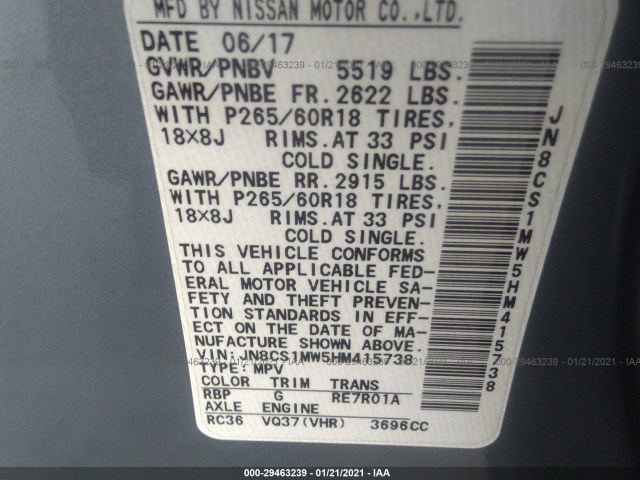 MFD BY NISSAN MOTOR CO.,LTD.
DATE 06/17
GVWR/PNBV 5519 LBS.
GAWR/PNBE FR. 2622 LBS.
WITH P265/60R18 TIRES,
18X8J RIMS. AT 33 PSI
COLD SINGLE.
GAWR/PNBE RR. 2915 LBS.
WITH P265/60R18 TIRES,
18X8J RIMS. AT 33 PSI
COLD SINGLE.
THIS VEHICLE CONFORMS
TO ALL APPLICABLE FED-
ERAL MOTOR VEHICLE SA-
FETY AND THEFT PREVEN-
TION STANDARDS IN EFF-
ECT ON THE DATE OF MA-
NUFACTURE SHOWN ABOVE.
VIN: JN8CS1MW5HM415738
TYPE: MPV
COLOR TRIM TRANS
RBP G RE7R01A
AXLE ENGINE
RC36 VQ37(VHR) 3696CC
JN8CS1MW5HM415738
000-29463239 - 01/21/2021 - IAA